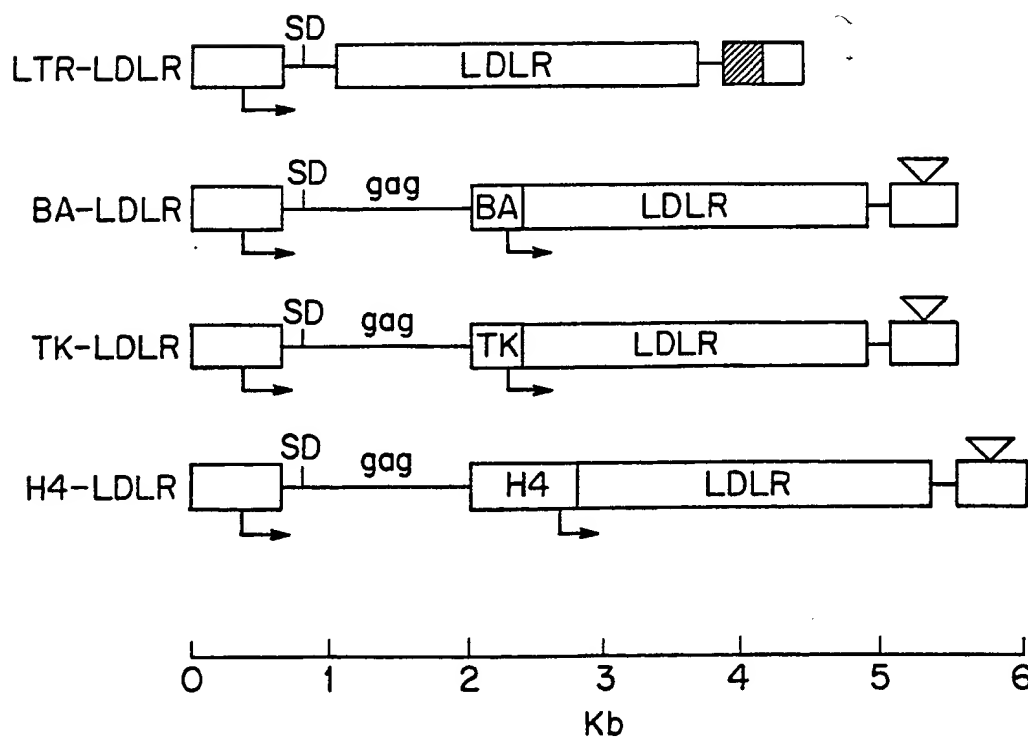 SD
LTR-LDLR LDLR
SD gag
BA-LDLR BA LDLR
SD gag
TK-LDLR TK LDLR
SD gag
H4-LDLR H4 LDLR
0 1 2 3 4 5 6
Kb